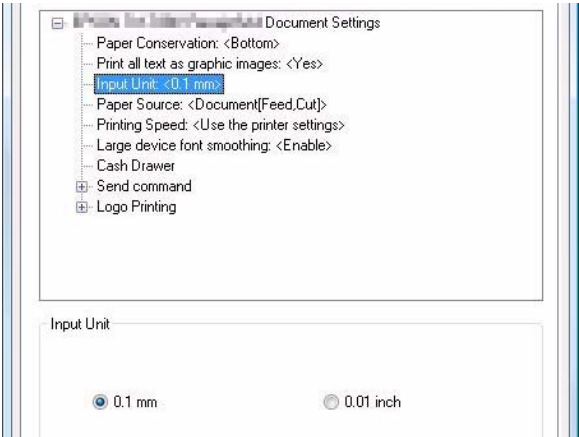 Document Settings
Paper Conservation: <Bottom>
Print all text as graphic images: <Yes>
Input Unit: <0.1 mm>
Paper Source: <Document[Feed,Cut]>
Printing Speed: <Use the printer settings>
Large device font smoothing: <Enable>
Cash Drawer
Send command
Logo Printing
Input Unit
0.1 mm
0.01 inch